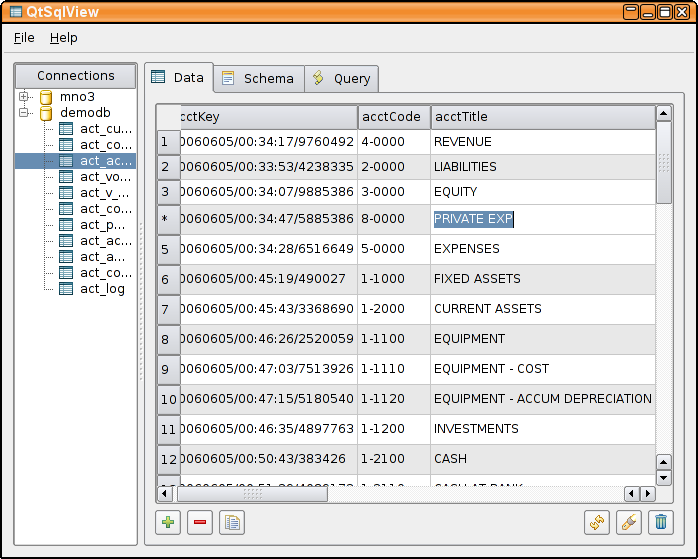 QtSqlView
File Help
Connections
mno3
demodb
act_cu...
act_co...
act_ac...
act_vo...
act_v_...
act_co...
act_p...
act_ac...
act_a...
act_co...
act_log
Data Schema Query
cctKey acctCode acctTitle
1 0060605/00:34:17/9760492 4-0000 REVENUE
2 0060605/00:33:53/4238335 2-0000 LIABILITIES
3 0060605/00:34:07/9885386 3-0000 EQUITY
* 0060605/00:34:47/5885386 8-0000 PRIVATE EXP
5 0060605/00:34:28/6516649 5-0000 EXPENSES
6 0060605/00:45:19/490027 1-1000 FIXED ASSETS
7 0060605/00:45:43/3368690 1-2000 CURRENT ASSETS
8 0060605/00:46:26/2520059 1-1100 EQUIPMENT
9 0060605/00:47:03/7513926 1-1110 EQUIPMENT - COST
10 0060605/00:47:15/5180540 1-1120 EQUIPMENT - ACCUM DEPRECIATION
11 0060605/00:46:35/4897763 1-1200 INVESTMENTS
12 0060605/00:50:43/383426 1-2100 CASH
CASH AT BANK